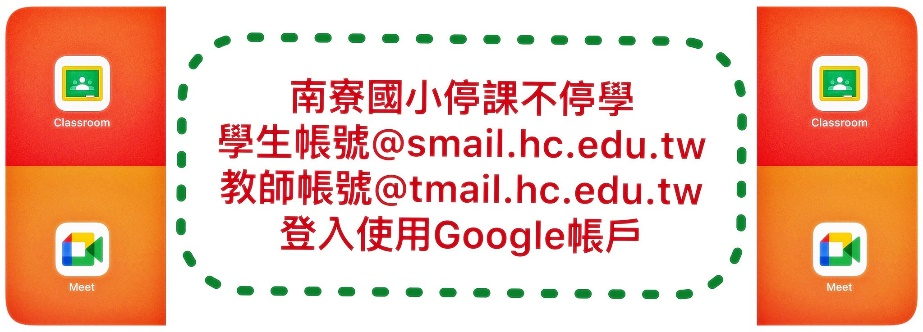 Classroom
Meet
南寮國小停課不停學
學生帳號@smail.hc.edu.tw
教師帳號@tmail.hc.edu.tw
登入使用Google帳戶
Classroom
Meet